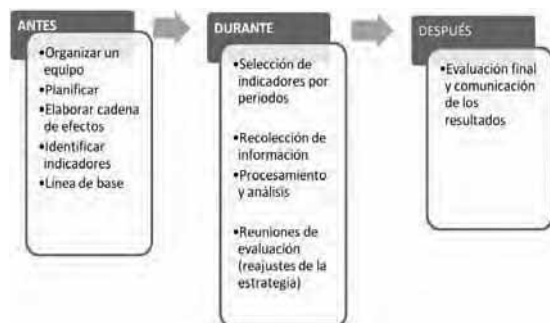 ANTES
•Organizar un
equipo
•Planificar
•Elaborar cadena
de efectos
•Identificar
indicadores
•Línea de base
DURANTE
•Selección de
indicadores por
periodos
•Recolección de
información
•Procesamiento
y análisis
•Reuniones de
evaluación
(reajustes de la
estrategia)
DESPUÉS
•Evaluación final
y comunicación
de los
resultados